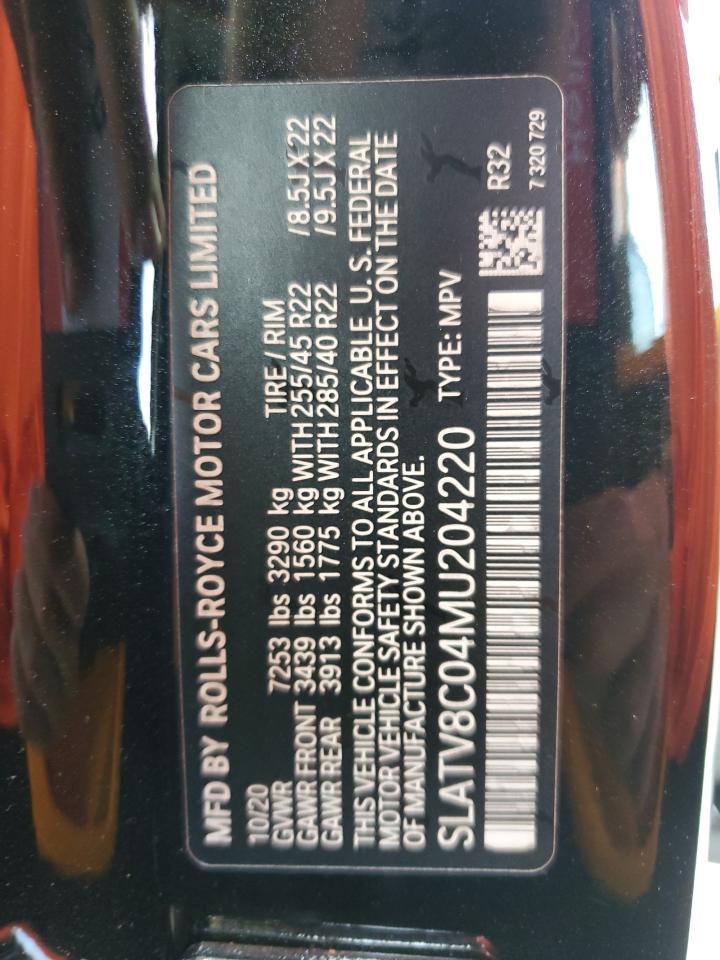 MFD BY ROLLS-ROYCE MOTOR CARS LIMITED
10/20
GVWR 7253 lbs 3290 kg TIRE / RIM
GAWR FRONT 3439 lbs 1560 kg WITH 255/45 R22 / 8.5J X 22
GAWR REAR 3913 lbs 1775 kg WITH 285/40 R22 / 9.5J X 22
THIS VEHICLE CONFORMS TO ALL APPLICABLE U. S. FEDERAL
MOTOR VEHICLE SAFETY STANDARDS IN EFFECT ON THE DATE
OF MANUFACTURE SHOWN ABOVE.
SLATV8C04MU204220 TYPE: MPV
R32
7 320 729